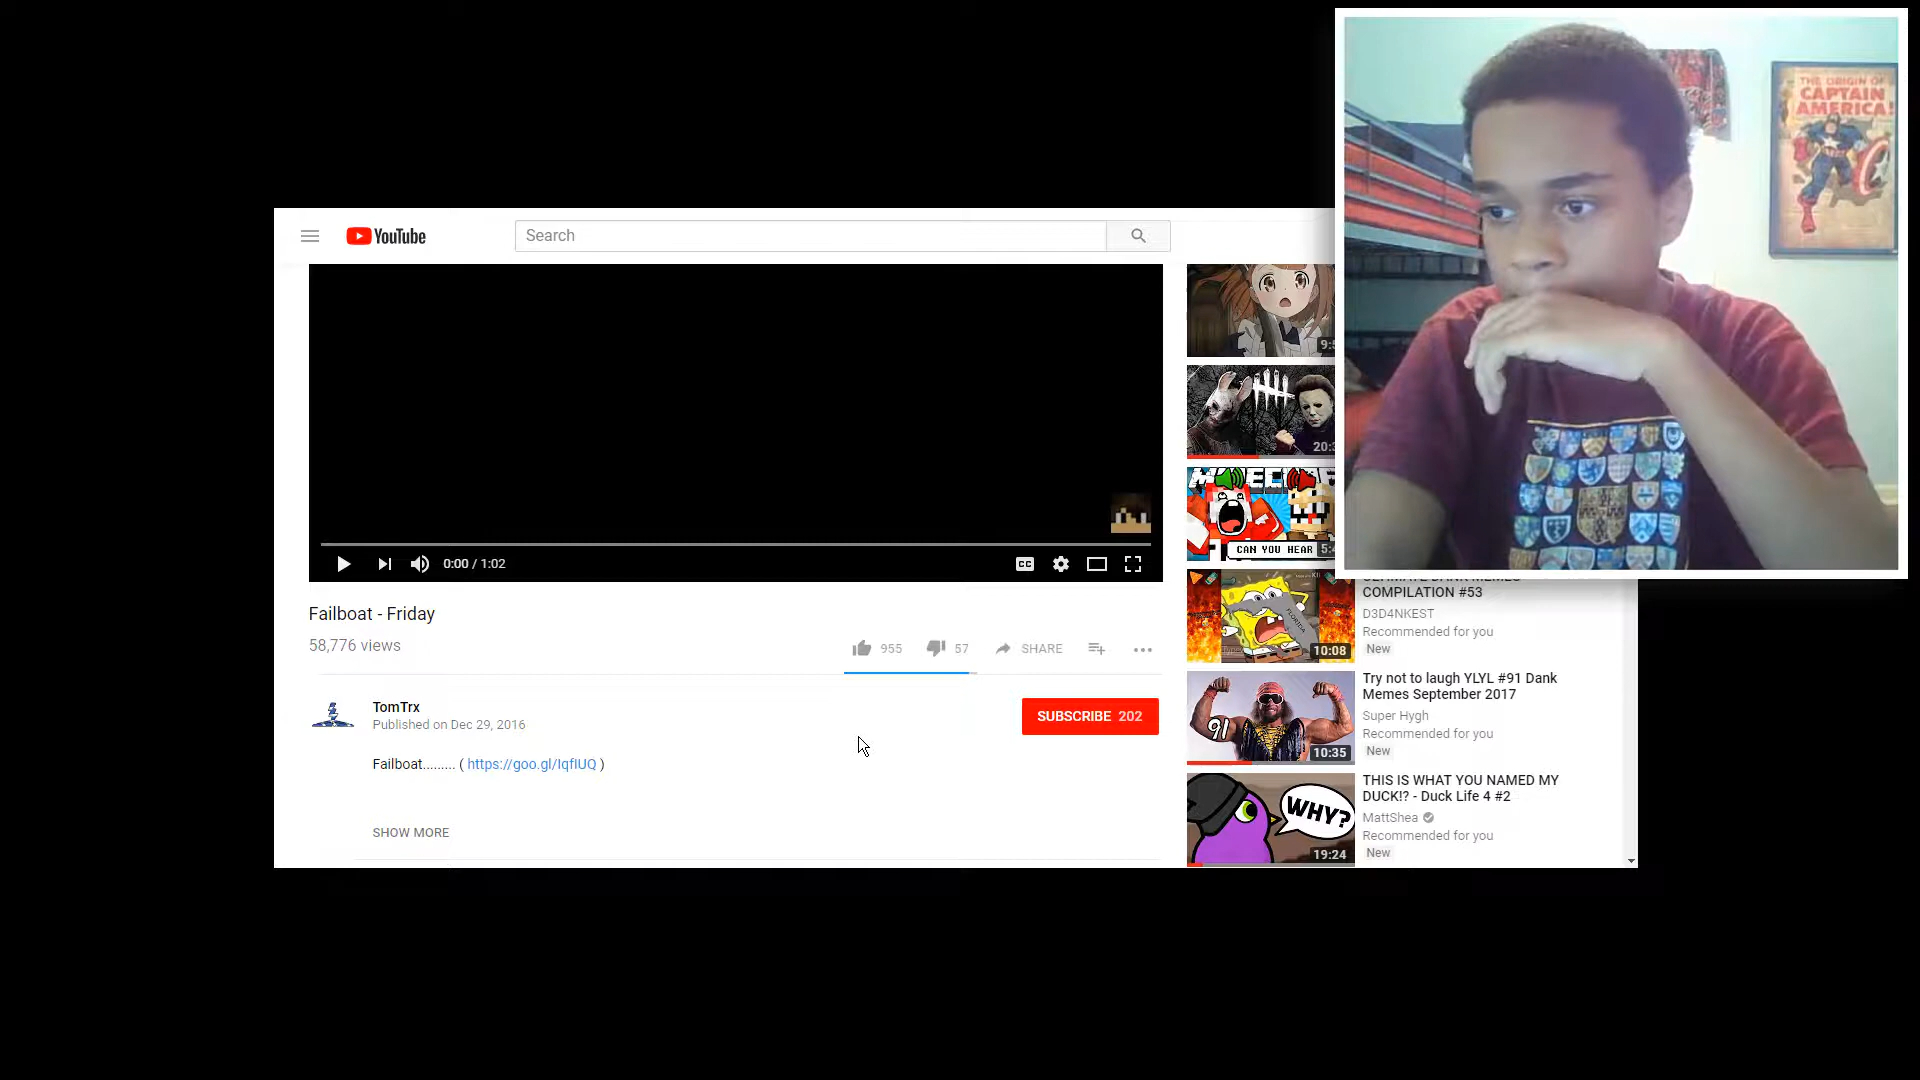 THE ORIGIN OF
CAPTAIN
AMERICA!
YouTube
Search
20:
CAN YOU HEAR
0:00 / 1:02
CC
Failboat - Friday
58,776 views
955
57
SHARE
TomTrx
Published on Dec 29, 2016
SUBSCRIBE 202
Failboat......... ( https://goo.gl/IqfIUQ )
SHOW MORE
FLORIDA
10:08
COMPILATION #53
D3D4NKEST
Recommended for you
New
91
10:35
Try not to laugh YLYL #91 Dank
Memes September 2017
Super Hygh
Recommended for you
New
WHY?
19:24
THIS IS WHAT YOU NAMED MY
DUCK!? - Duck Life 4 #2
MattShea
Recommended for you
New